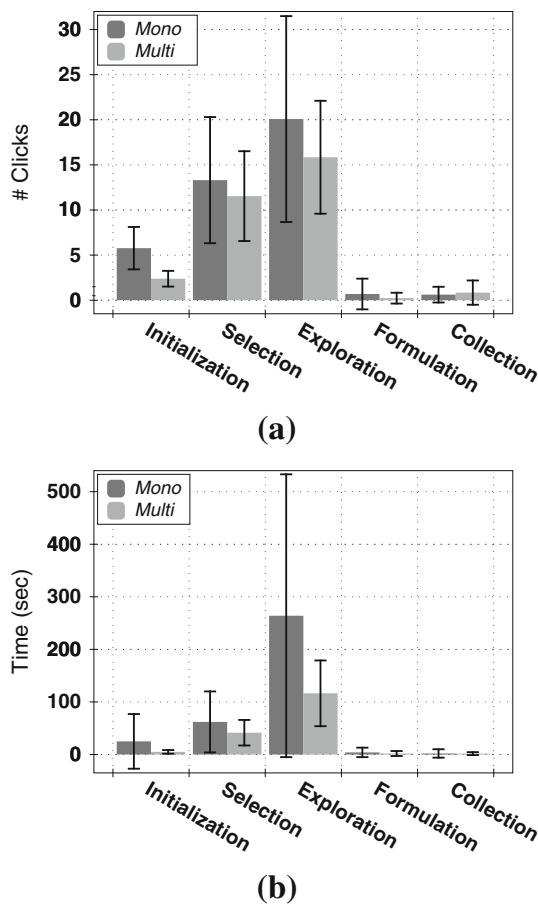 Mono
Multi
# Clicks
30
25
20
15
10
5
0
Initialization
Selection
Exploration
Formulation
Collection
(a)
Mono
Multi
Time (sec)
500
400
300
200
100
0
Initialization
Selection
Exploration
Formulation
Collection
(b)